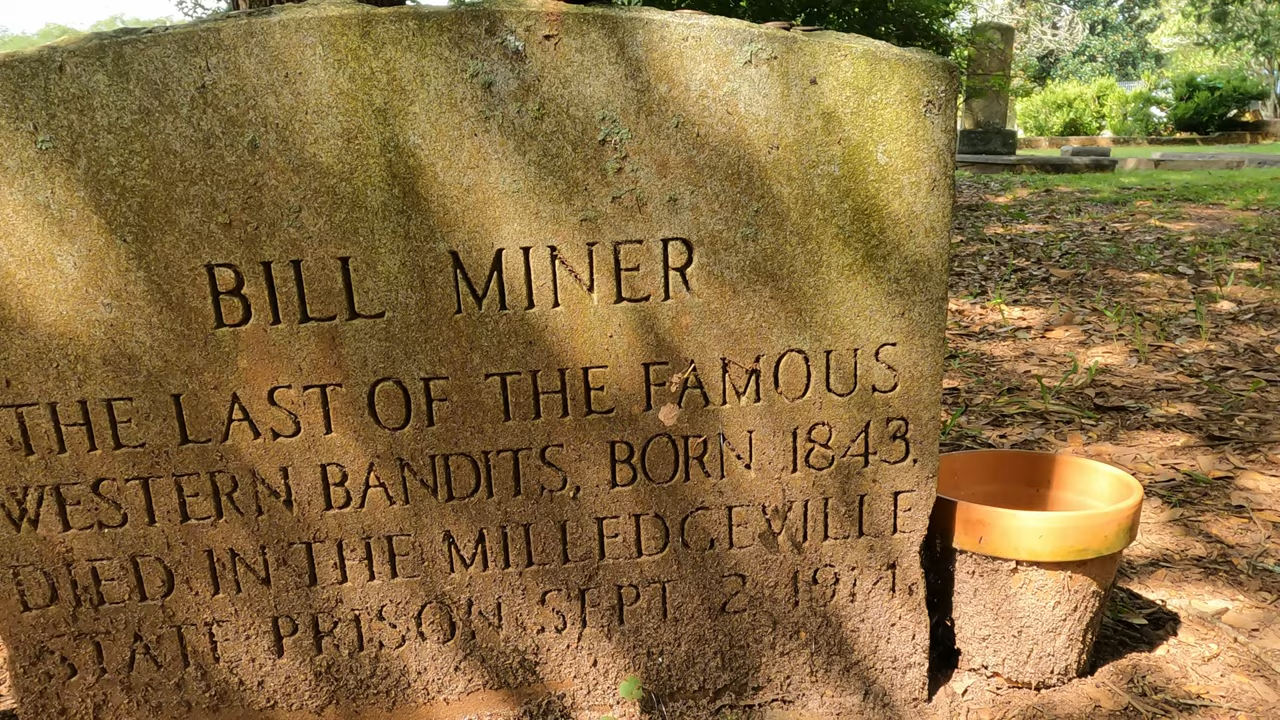 BILL MINER
THE LAST OF THE FAMOUS
WESTERN BANDITS, BORN 1843,
DIED IN THE MILLEDGEVILLE
STATE PRISON SEPT 2 1914.